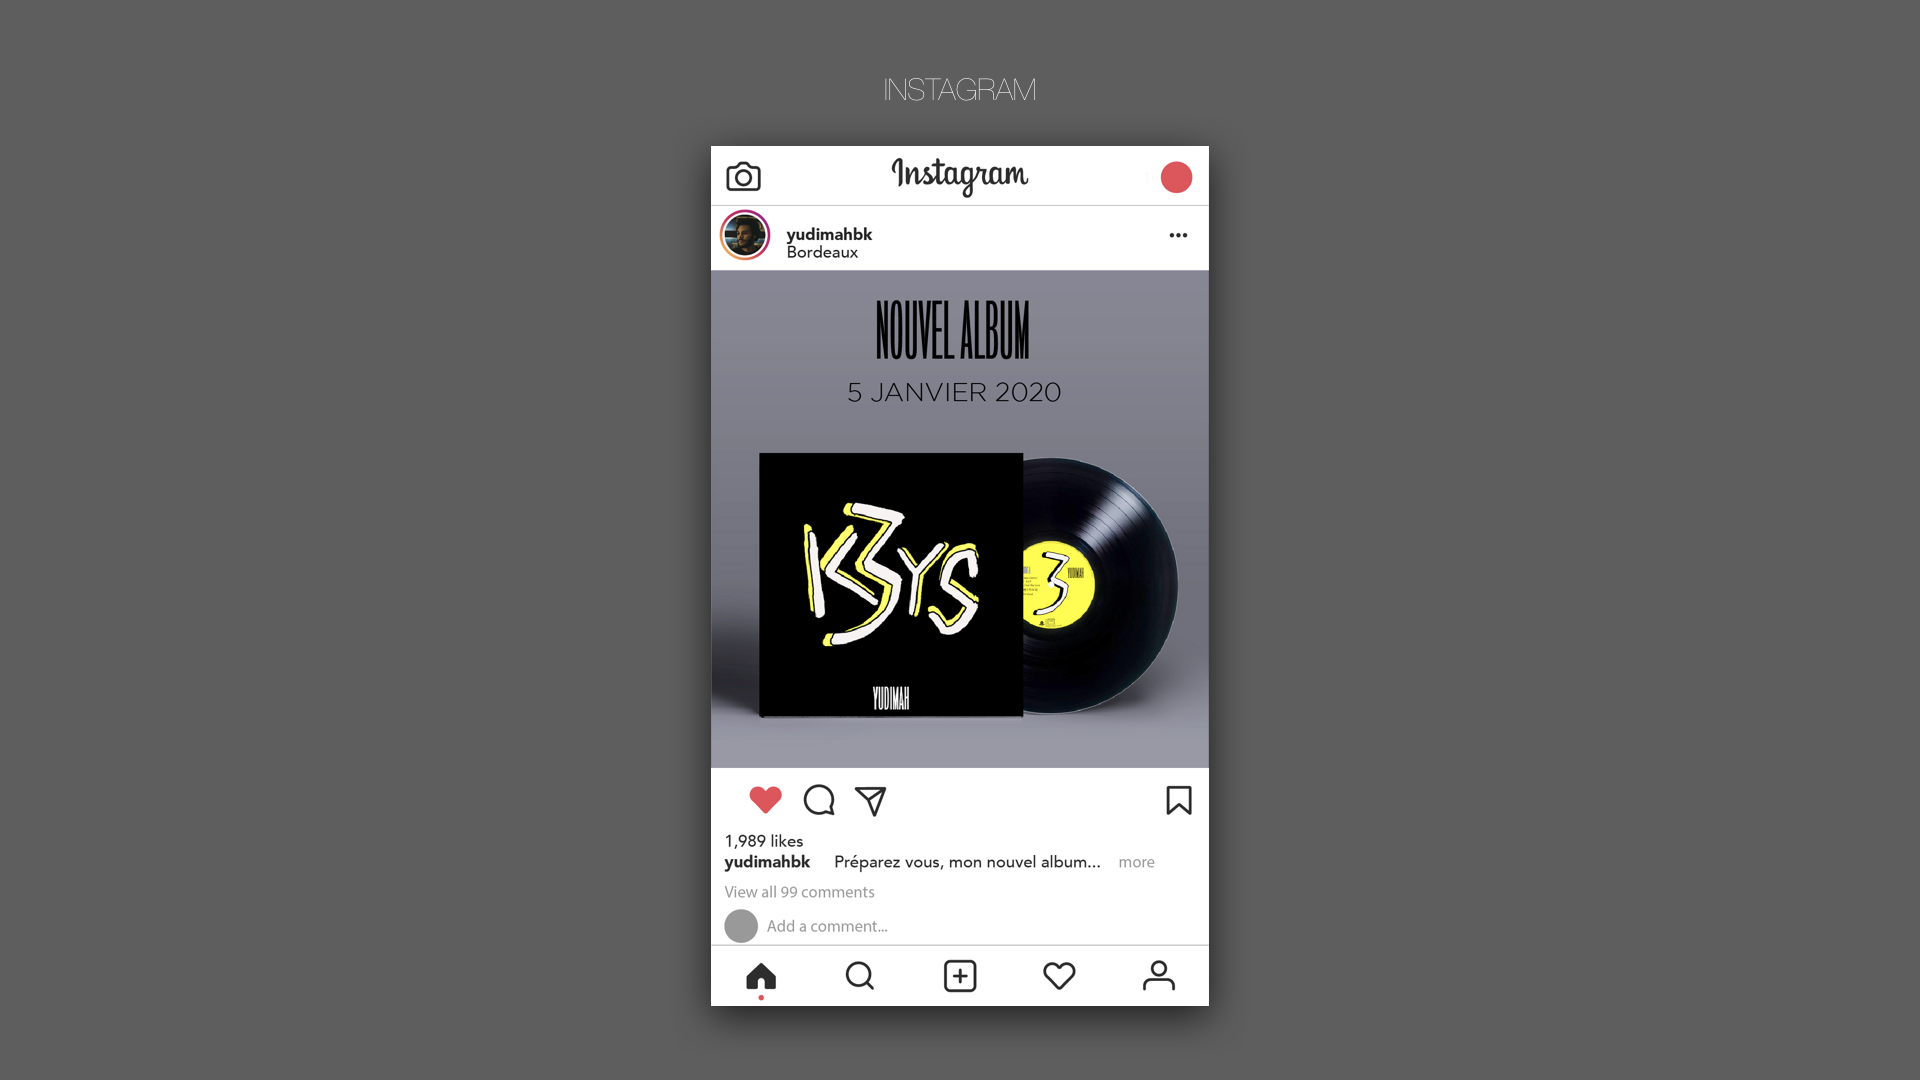 INSTAGRAM
Instagram
yudimahbk
Bordeaux
NOUVEL ALBUM
5 JANVIER 2020
K3YS
3
YUDIMAH
YUDIMAH
1,989 likes
yudimahbk Préparez vous, mon nouvel album... more
View all 99 comments
Add a comment...